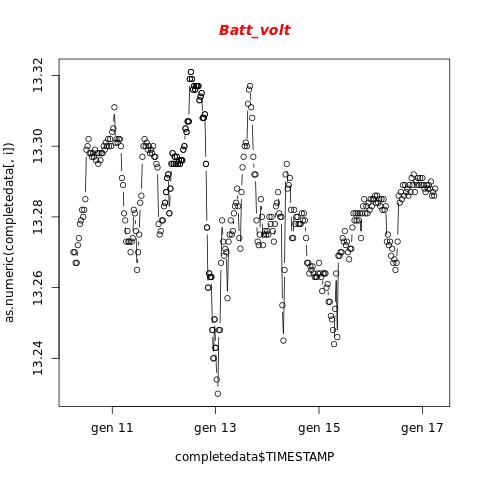 Batt_volt
as.numeric(completedata[, i])
13.32
13.30
13.28
13.26
13.24
gen 11
gen 13
gen 15
gen 17
completedata$TIMESTAMP